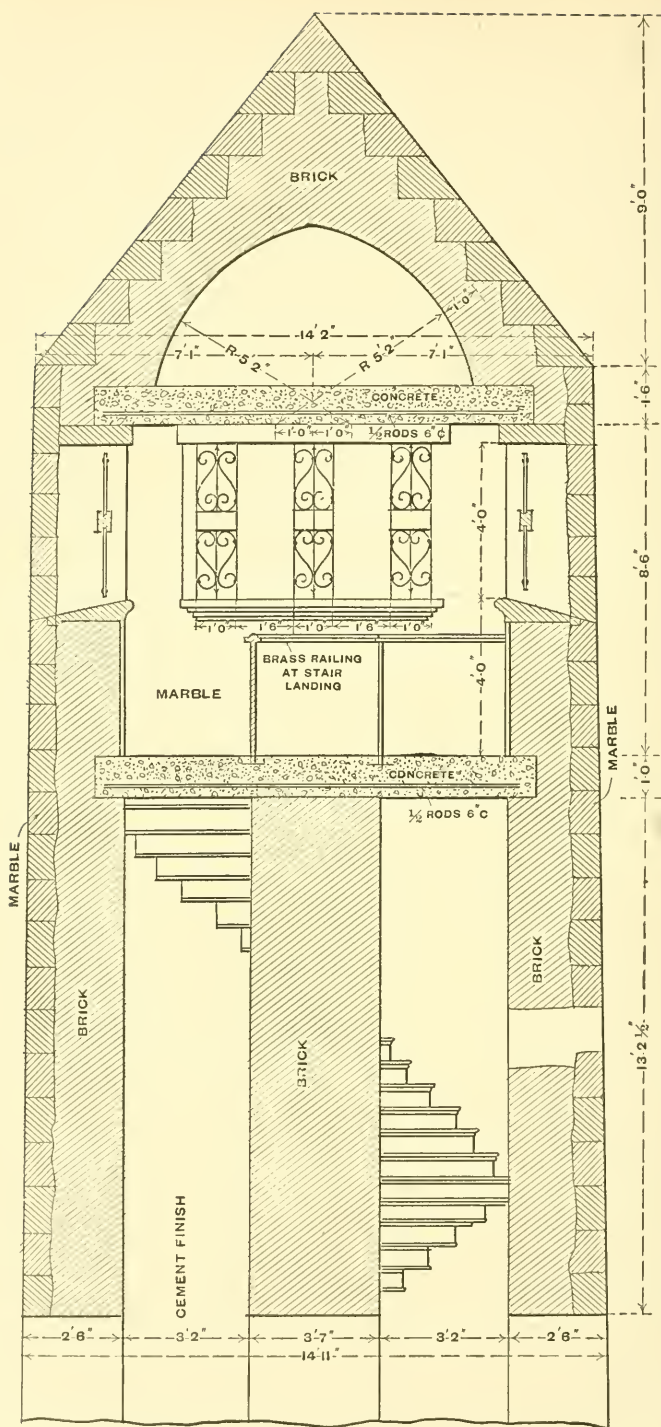 BRICK
9'0"
14'2"
7'1"
7'1"
R-5'2"
R 5'2"
1'0"
1'6"
CONCRETE
1'0" 1'0"
½ RODS 6"¢
4'0"
8'6"
1'0" 1'6" 1'0" 1'6" 1'0"
BRASS RAILING
AT STAIR
LANDING
MARBLE
4'0"
MARBLE
CONCRETE
1'0"
½ RODS 6"C
MARBLE
BRICK
BRICK
BRICK
13'2½"
CEMENT FINISH
2'6" 3'2" 3'7" 3'2" 2'6"
14'11"